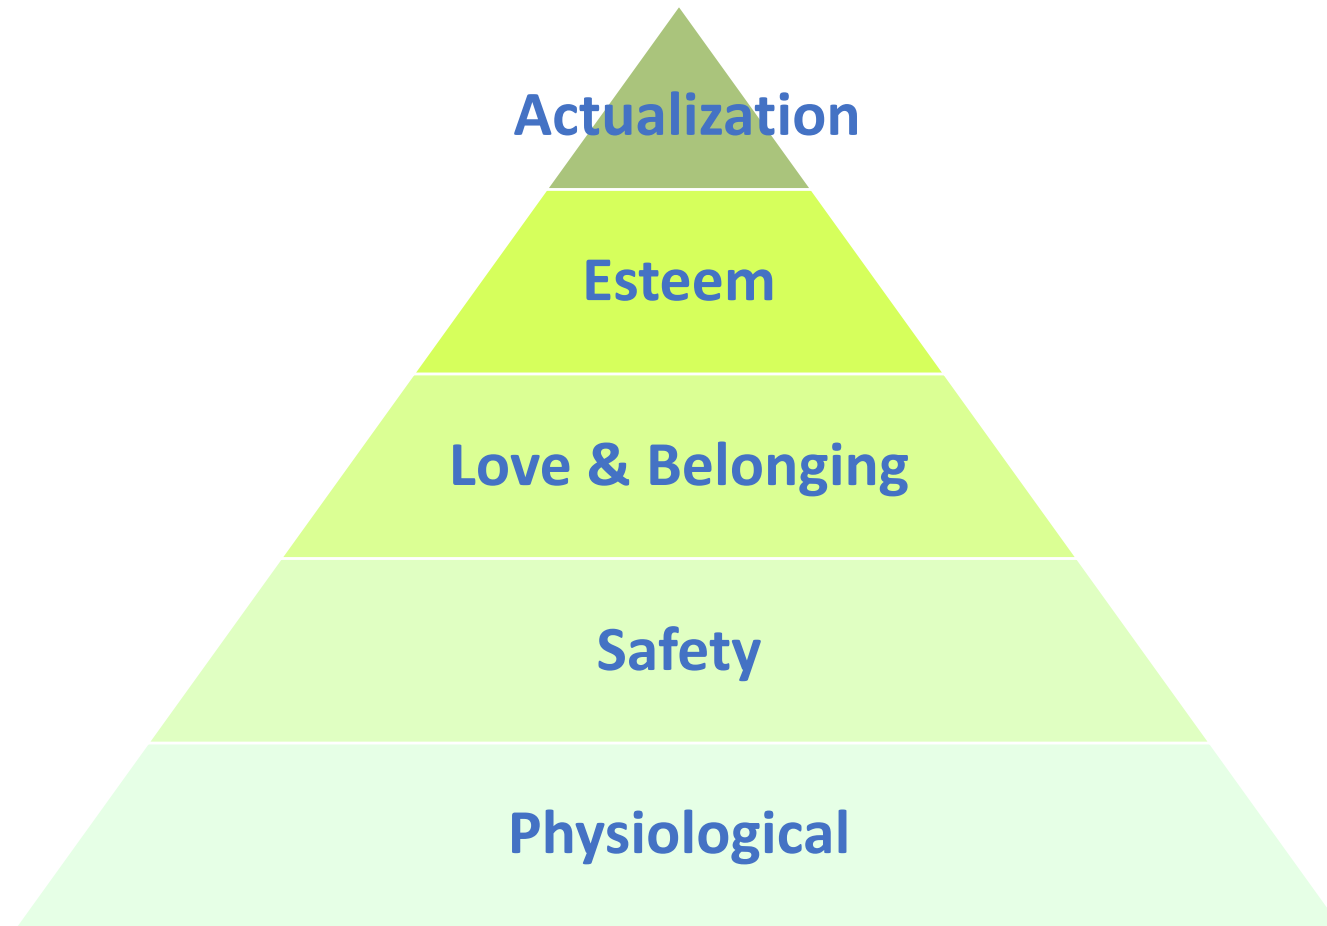 Actualization
Esteem
Love & Belonging
Safety
Physiological